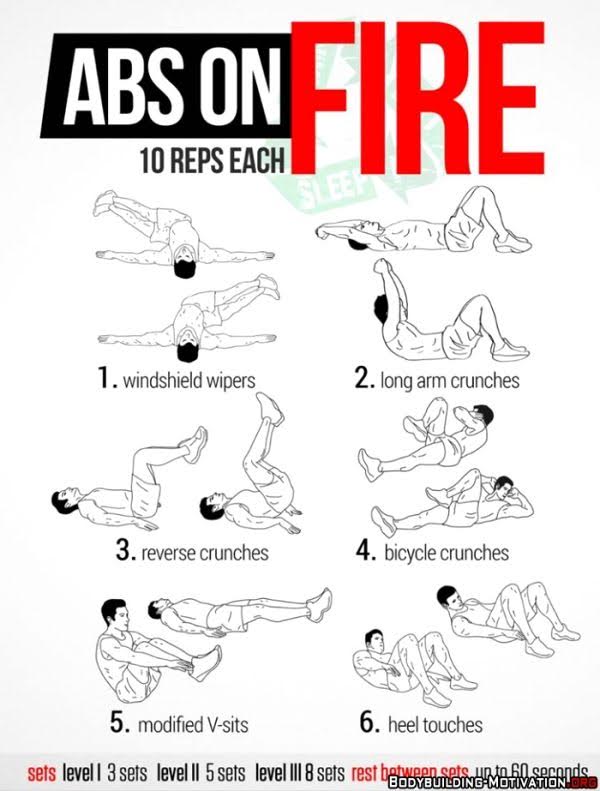 ABS ON FIRE
10 REPS EACH
SLEEP
1. windshield wipers
2. long arm crunches
3. reverse crunches
4. bicycle crunches
5. modified V-sits
6. heel touches
sets level I 3 sets level II 5 sets level III 8 sets rest between sets up to 60 seconds
BODYBUILDING-MOTIVATION.ORG